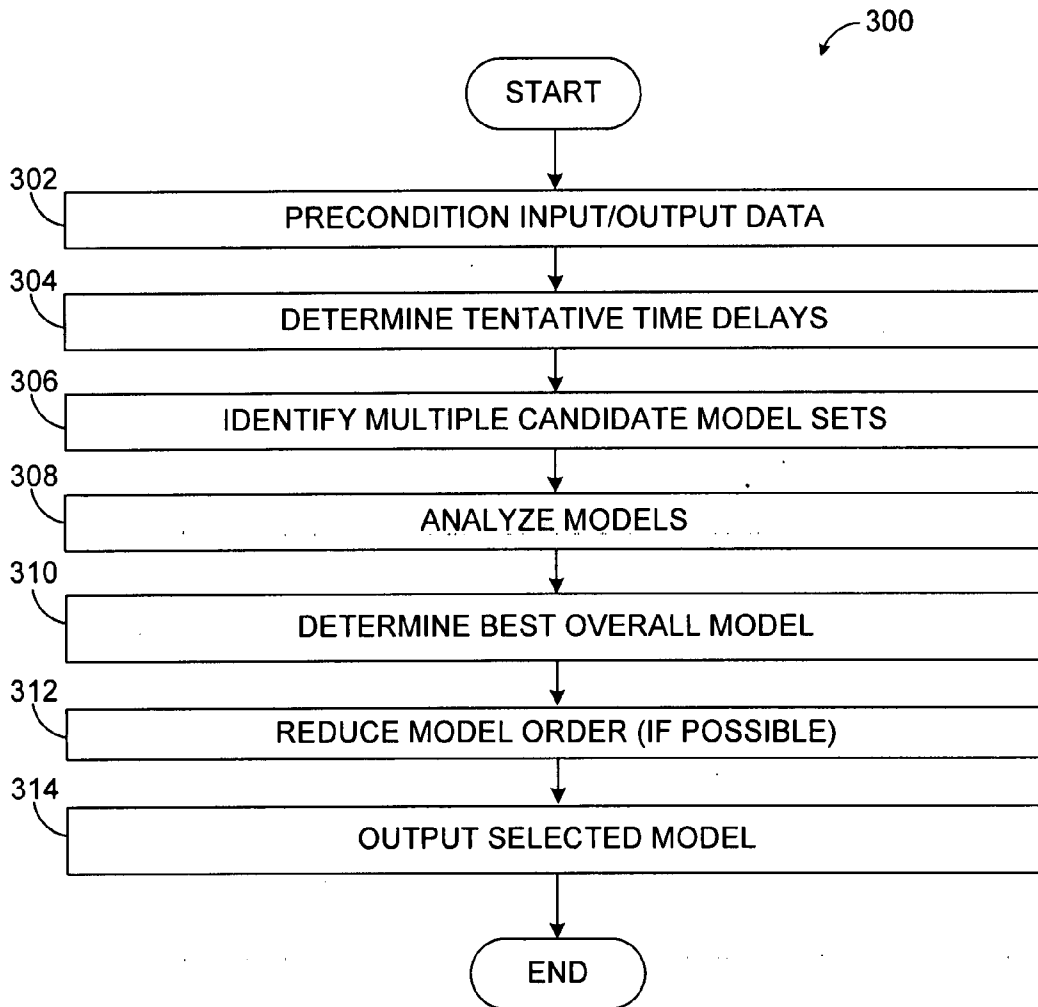 300
START
302
PRECONDITION INPUT/OUTPUT DATA
304
DETERMINE TENTATIVE TIME DELAYS
306
IDENTIFY MULTIPLE CANDIDATE MODEL SETS
308
ANALYZE MODELS
310
DETERMINE BEST OVERALL MODEL
312
REDUCE MODEL ORDER (IF POSSIBLE)
314
OUTPUT SELECTED MODEL
END